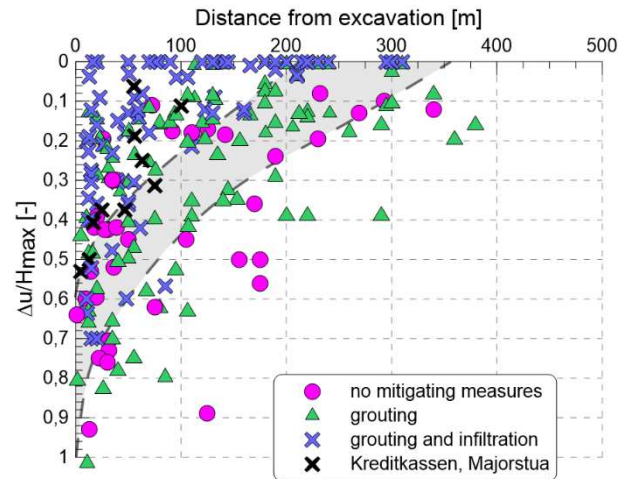 Distance from excavation [m]
0 100 200 300 400 500
0
0,1
0,2
0,3
0,4
0,5
0,6
0,7
0,8
0,9
1
Δu/Hmax [-]
no mitigating measures
grouting
grouting and infiltration
Kreditkassen, Majorstua